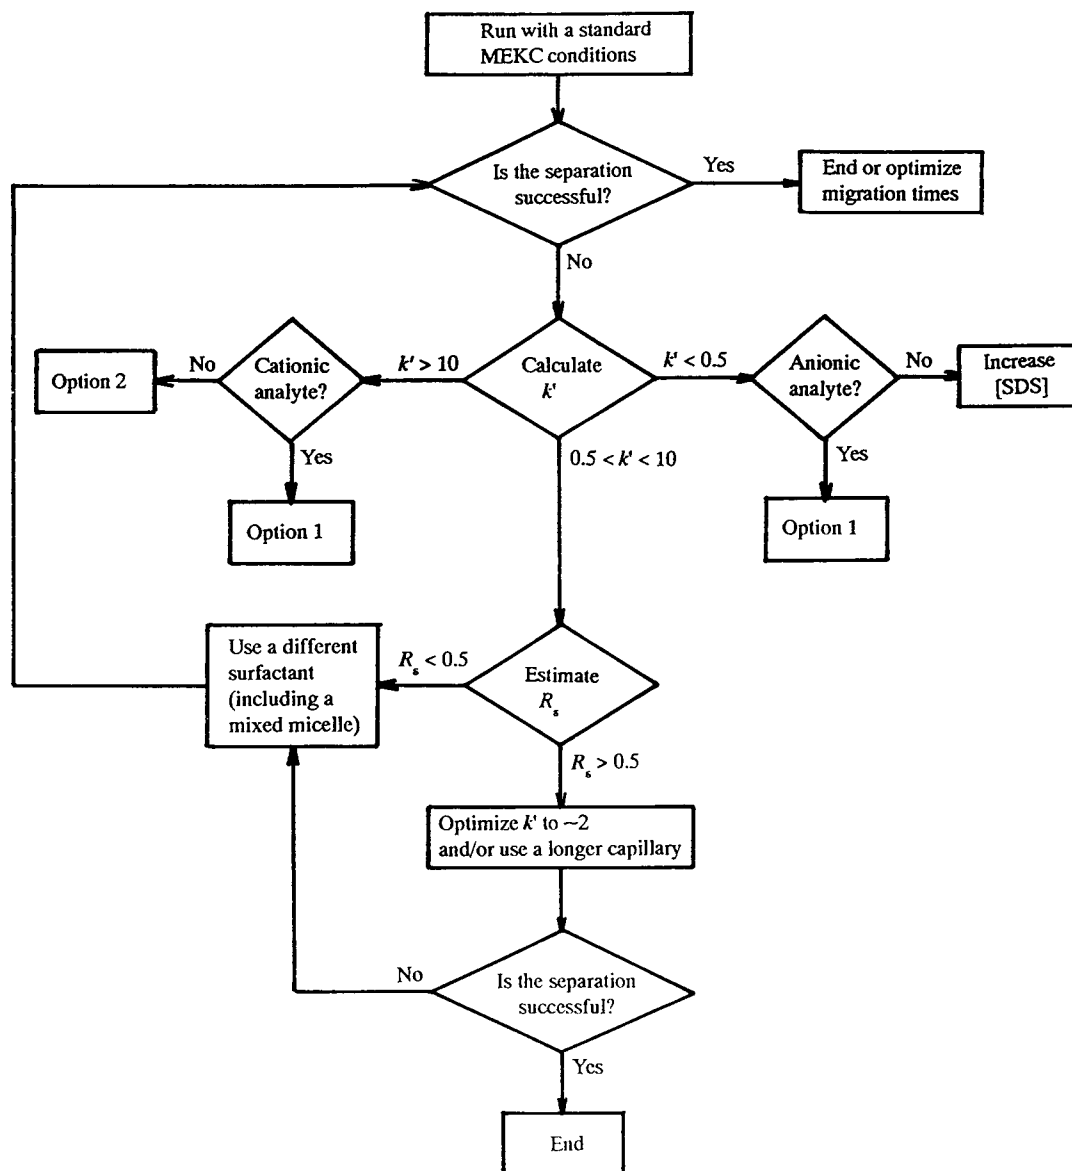 Run with a standard
MEKC conditions
Is the separation
successful?
Yes
End or optimize
migration times
No
Option 2
No
Cationic
analyte?
k' > 10
Calculate
k'
k' < 0.5
Anionic
analyte?
No
Increase
[SDS]
Yes
0.5 < k' < 10
Yes
Option 1
Option 1
Use a different
surfactant
(including a
mixed micelle)
Rs < 0.5
Estimate
Rs
Rs > 0.5
Optimize k' to ~2
and/or use a longer capillary
No
Is the separation
successful?
Yes
End